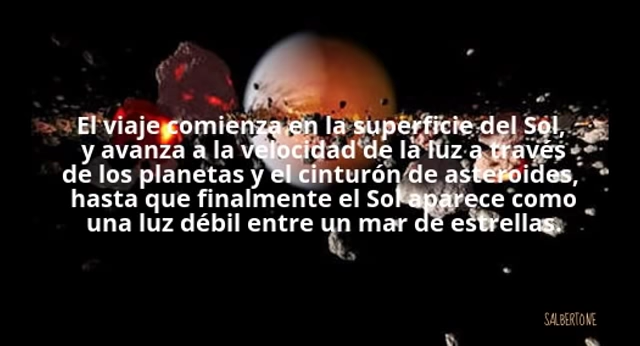 El viaje comienza en la superficie del Sol,
y avanza a la velocidad de la luz a través
de los planetas y el cinturón de asteroides,
hasta que finalmente el Sol aparece como
una luz débil entre un mar de estrellas.
SALBERTONE